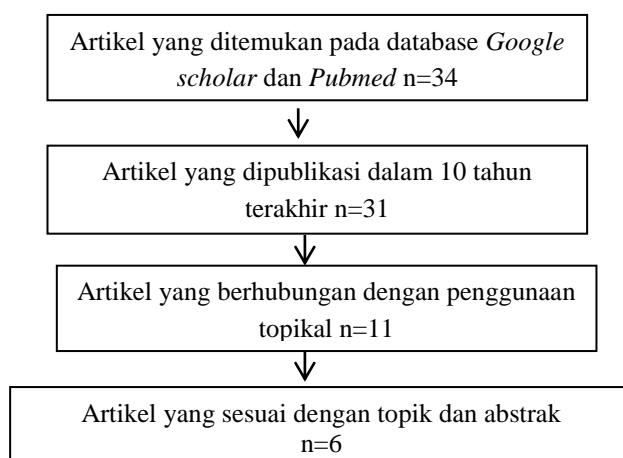 Artikel yang ditemukan pada database Google
scholar dan Pubmed n=34
Artikel yang dipublikasi dalam 10 tahun
terakhir n=31
Artikel yang berhubungan dengan penggunaan
topikal n=11
Artikel yang sesuai dengan topik dan abstrak
n=6